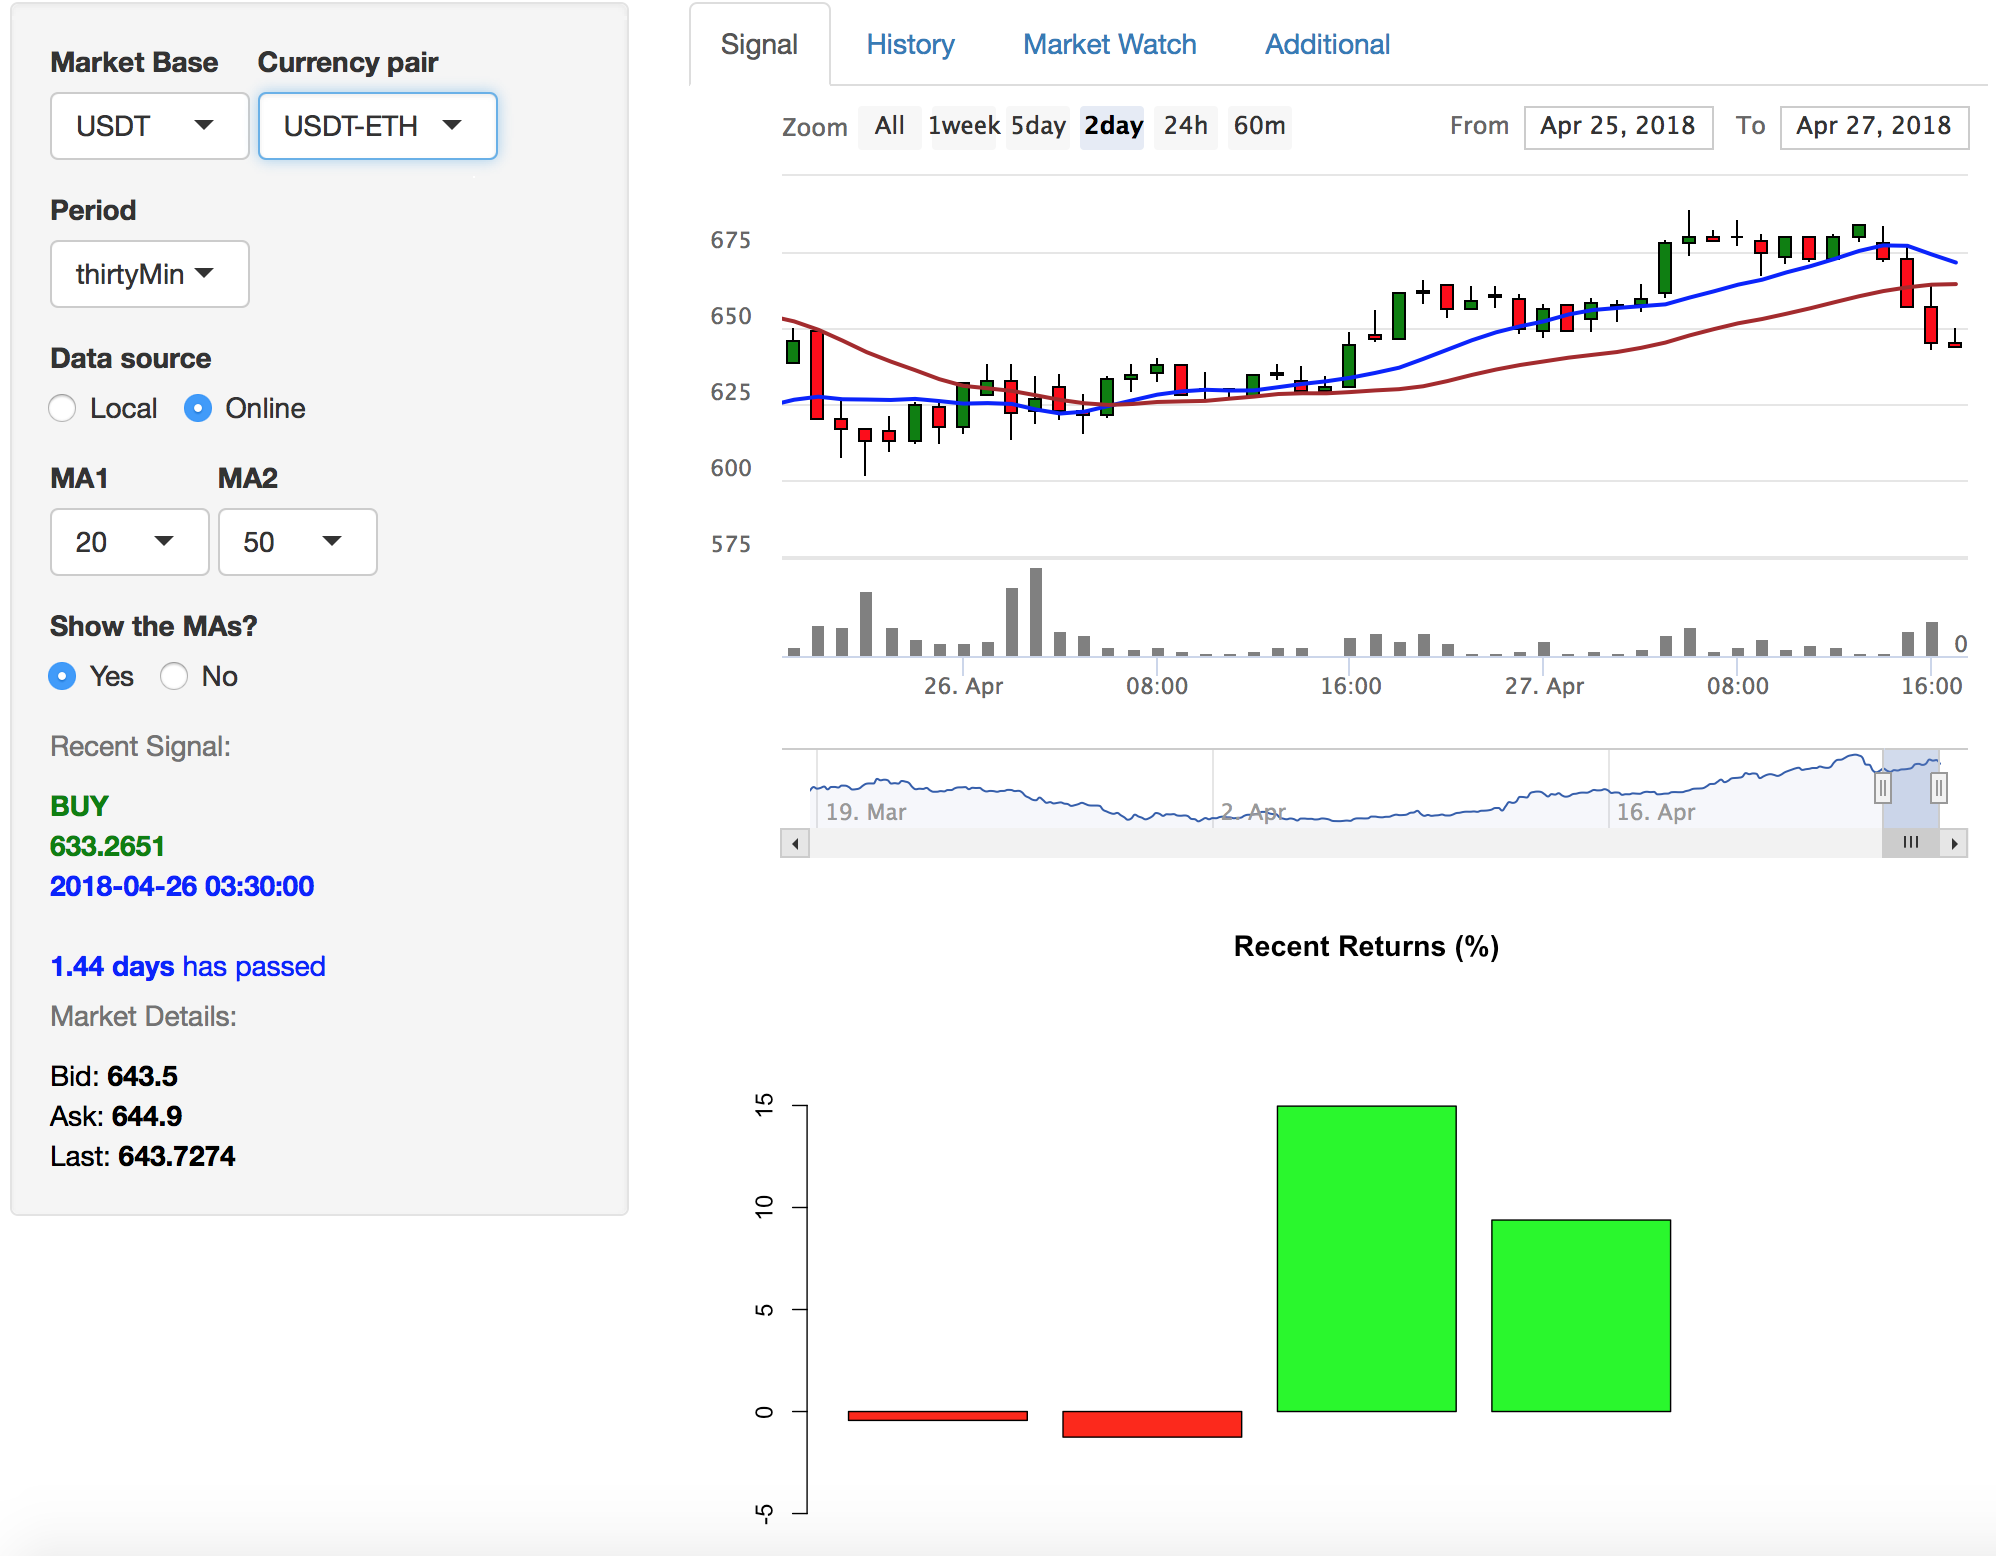 Market Base Currency pair
USDT USDT-ETH
Period
thirtyMin
Data source
Local Online
MA1 MA2
20 50
Show the MAs?
Yes No
Recent Signal:
BUY
633.2651
2018-04-26 03:30:00
1.44 days has passed
Market Details:
Bid: 643.5
Ask: 644.9
Last: 643.7274
Signal History Market Watch Additional
Zoom All 1week 5day 2day 24h 60m From Apr 25, 2018 To Apr 27, 2018
675
650
625
600
575
0
26. Apr 08:00 16:00 27. Apr 08:00 16:00
19. Mar 2. Apr 16. Apr
Recent Returns (%)
15
10
5
0
-5